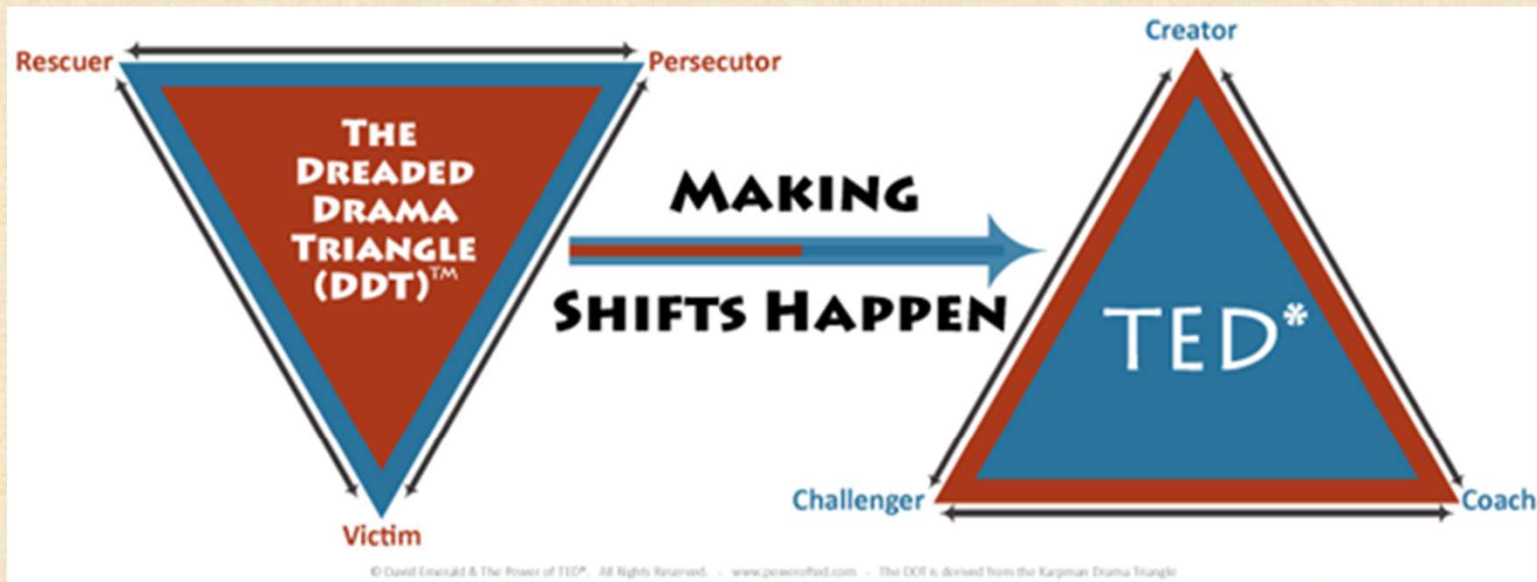 Rescuer
Persecutor
THE
DREADED
DRAMA
TRIANGLE
(DDT)™
Victim
MAKING
SHIFTS HAPPEN
Creator
TED*
Challenger
Coach
© David Emerald & The Power of TED*. All Rights Reserved. - www.powerofted.com - The DDT is derived from the Karpman Drama Triangle